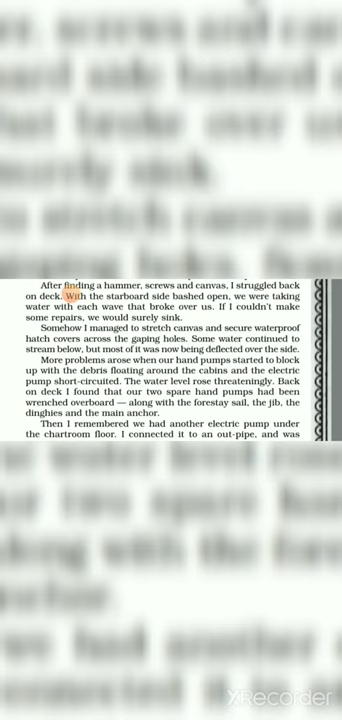 After finding a hammer, screws and canvas, I struggled back
on deck. With the starboard side bashed open, we were taking
water with each wave that broke over us. If I couldn't make
some repairs, we would surely sink.
Somehow I managed to stretch canvas and secure waterproof
hatch covers across the gaping holes. Some water continued to
stream below, but most of it was now being deflected over the side.
More problems arose when our hand pumps started to block
up with the debris floating around the cabins and the electric
pump short-circuited. The water level rose threateningly. Back
on deck I found that our two spare hand pumps had been
wrenched overboard — along with the forestay sail, the jib, the
dinghies and the main anchor.
Then I remembered we had another electric pump under
the chartroom floor. I connected it to an out-pipe, and was
XRecorder